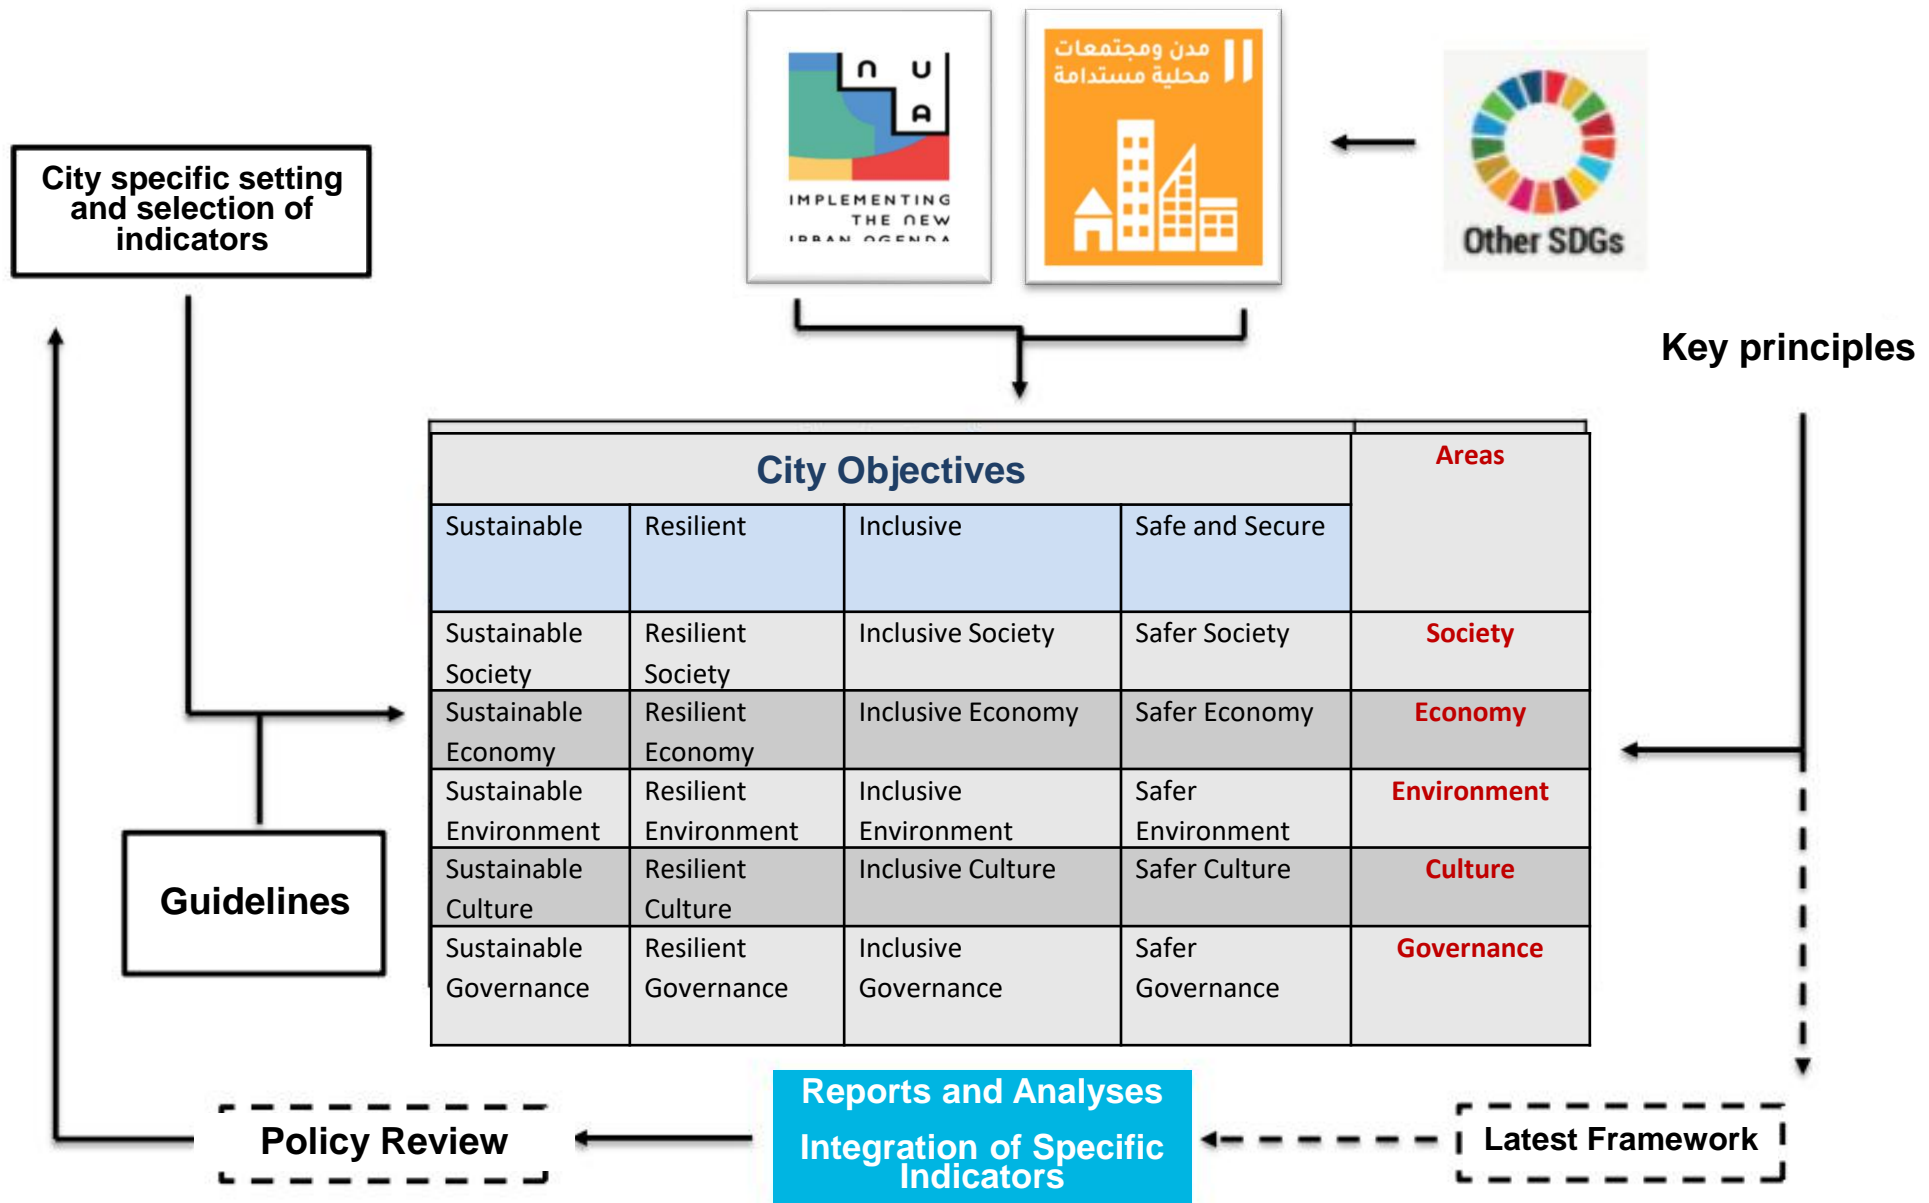 n u
a
IMPLEMENTING
THE NEW
URBAN AGENDA
11 مدن ومجتمعات
محلية مستدامة
Other SDGs
City specific setting
and selection of
indicators
Key principles
City Objectives
Areas
Sustainable
Resilient
Inclusive
Safe and Secure
Sustainable
Society
Resilient
Society
Inclusive Society
Safer Society
Society
Sustainable
Economy
Resilient
Economy
Inclusive Economy
Safer Economy
Economy
Sustainable
Environment
Resilient
Environment
Inclusive
Environment
Safer
Environment
Environment
Sustainable
Culture
Resilient
Culture
Inclusive Culture
Safer Culture
Culture
Sustainable
Governance
Resilient
Governance
Inclusive
Governance
Safer
Governance
Governance
Guidelines
Policy Review
Reports and Analyses
Integration of Specific
Indicators
Latest Framework